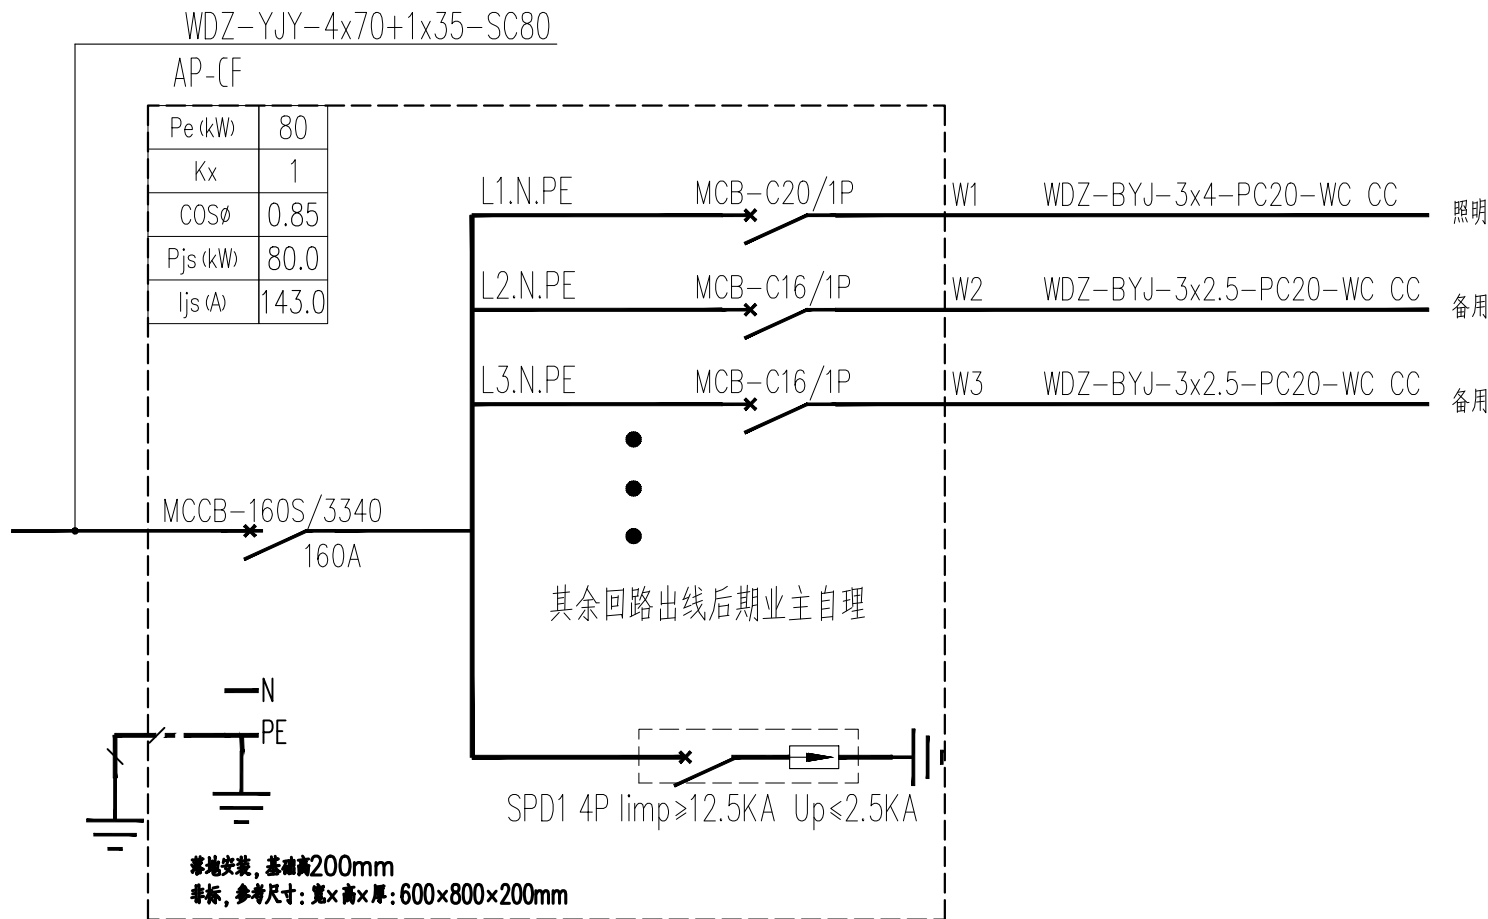 WDZ-YJY-4x70+1x35-SC80
AP-CF
Pe(kW) 80
Kx 1
COSø 0.85
Pjs(kW) 80.0
Ijs(A) 143.0
L1.N.PE MCB-C20/1P W1 WDZ-BYJ-3x4-PC20-WC CC 照明
L2.N.PE MCB-C16/1P W2 WDZ-BYJ-3x2.5-PC20-WC CC 备用
L3.N.PE MCB-C16/1P W3 WDZ-BYJ-3x2.5-PC20-WC CC 备用
MCCB-160S/3340
160A
其余回路出线后期业主自理
N
PE
SPD1 4P Iimp≥12.5KA Up≤2.5KA
落地安装,基础高200mm
非标,参考尺寸:宽×高×厚:600×800×200mm